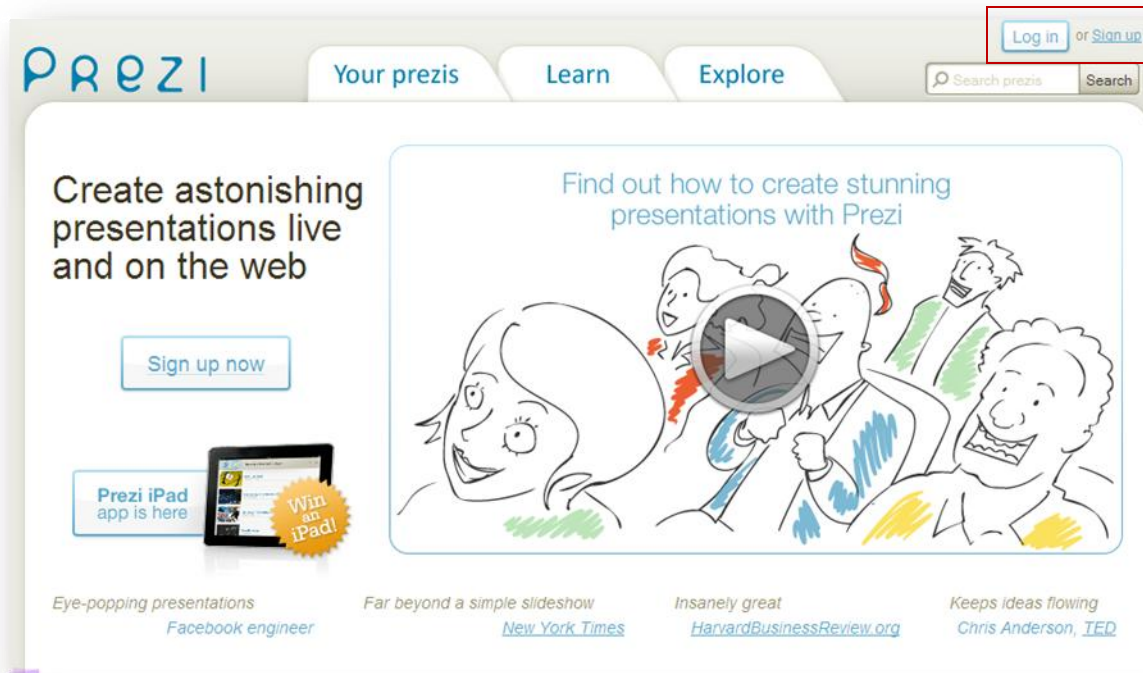 Log in or Sign up
PReZI
Your prezis Learn Explore
Search prezis Search
Create astonishing
presentations live
and on the web
Find out how to create stunning
presentations with Prezi
Sign up now
Prezi iPad
app is here
Win
an
iPad!
Eye-popping presentations
Facebook engineer
Far beyond a simple slideshow
New York Times
Insanely great
HarvardBusinessReview.org
Keeps ideas flowing
Chris Anderson, TED